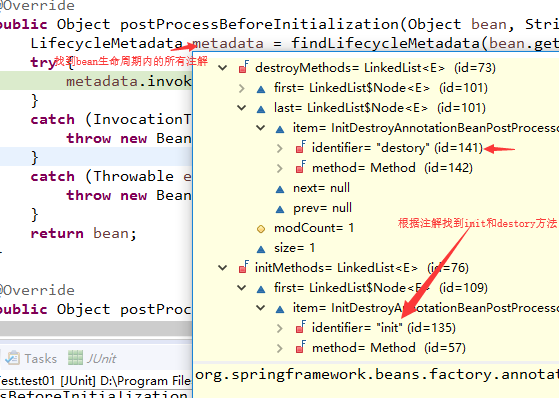 @Override
public Object postProcessBeforeInitialization(Object bean, Strin
LifecycleMetadata metadata = findLifecycleMetadata(bean.get
找到bean生命周期内的所有注解
try {
metadata.invok
}
catch (InvocationT
throw new Bean
}
catch (Throwable e
throw new Bean
}
return bean;
@Override
public Object postProc
destroyMethods= LinkedList<E> (id=73)
first= LinkedList$Node<E> (id=101)
last= LinkedList$Node<E> (id=101)
item= InitDestroyAnnotationBeanPostProcesso
identifier= "destory" (id=141)
method= Method (id=142)
next= null
prev= null
modCount= 1
size= 1
根据注解找到init和destory方法
initMethods= LinkedList<E> (id=76)
first= LinkedList$Node<E> (id=109)
item= InitDestroyAnnotationBeanPostProcesso
identifier= "init" (id=135)
method= Method (id=57)
org.springframework.beans.factory.annota
Tasks JUnit
Test.test01 [JUnit] D:\Program Files
sBeforeInitialization